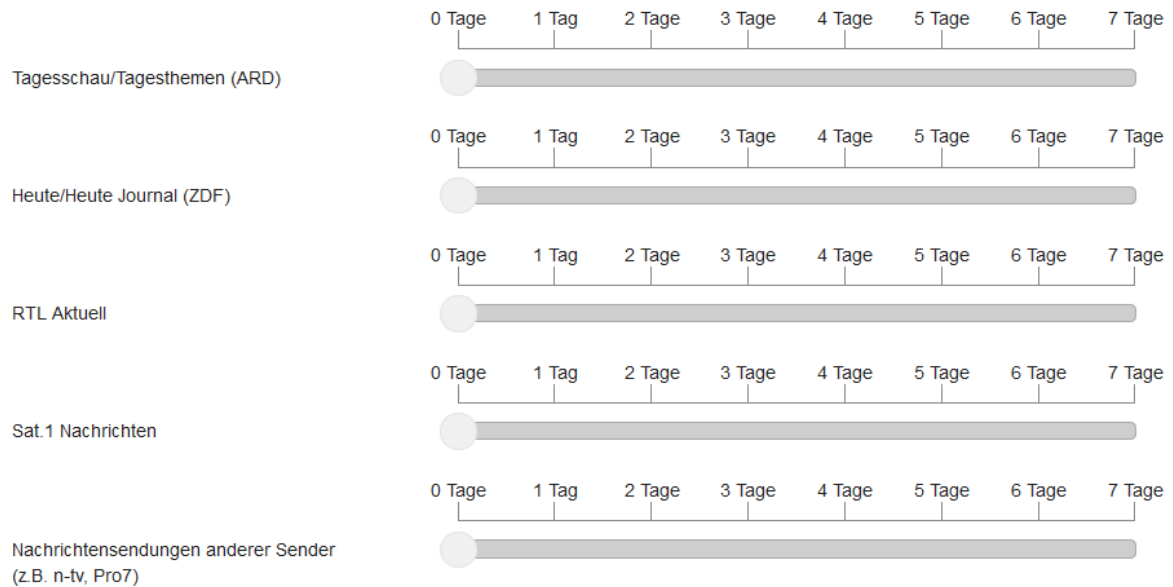 0 Tage 1 Tag 2 Tage 3 Tage 4 Tage 5 Tage 6 Tage 7 Tage
Tagesschau/Tagesthemen (ARD)
0 Tage 1 Tag 2 Tage 3 Tage 4 Tage 5 Tage 6 Tage 7 Tage
Heute/Heute Journal (ZDF)
0 Tage 1 Tag 2 Tage 3 Tage 4 Tage 5 Tage 6 Tage 7 Tage
RTL Aktuell
0 Tage 1 Tag 2 Tage 3 Tage 4 Tage 5 Tage 6 Tage 7 Tage
Sat.1 Nachrichten
0 Tage 1 Tag 2 Tage 3 Tage 4 Tage 5 Tage 6 Tage 7 Tage
Nachrichtensendungen anderer Sender
(z.B. n-tv, Pro7)